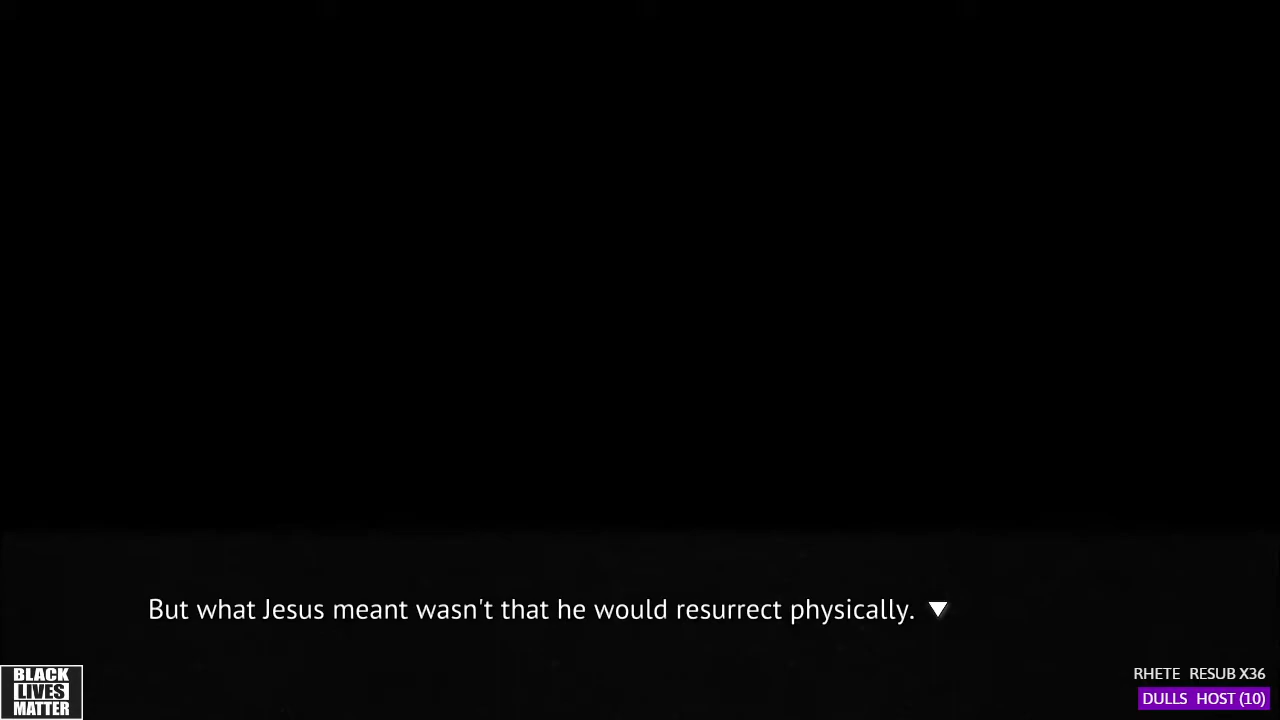 But what Jesus meant wasn't that he would resurrect physically.
BLACK
LIVES
MATTER
RHETE RESUB X36
DULLS HOST (10)